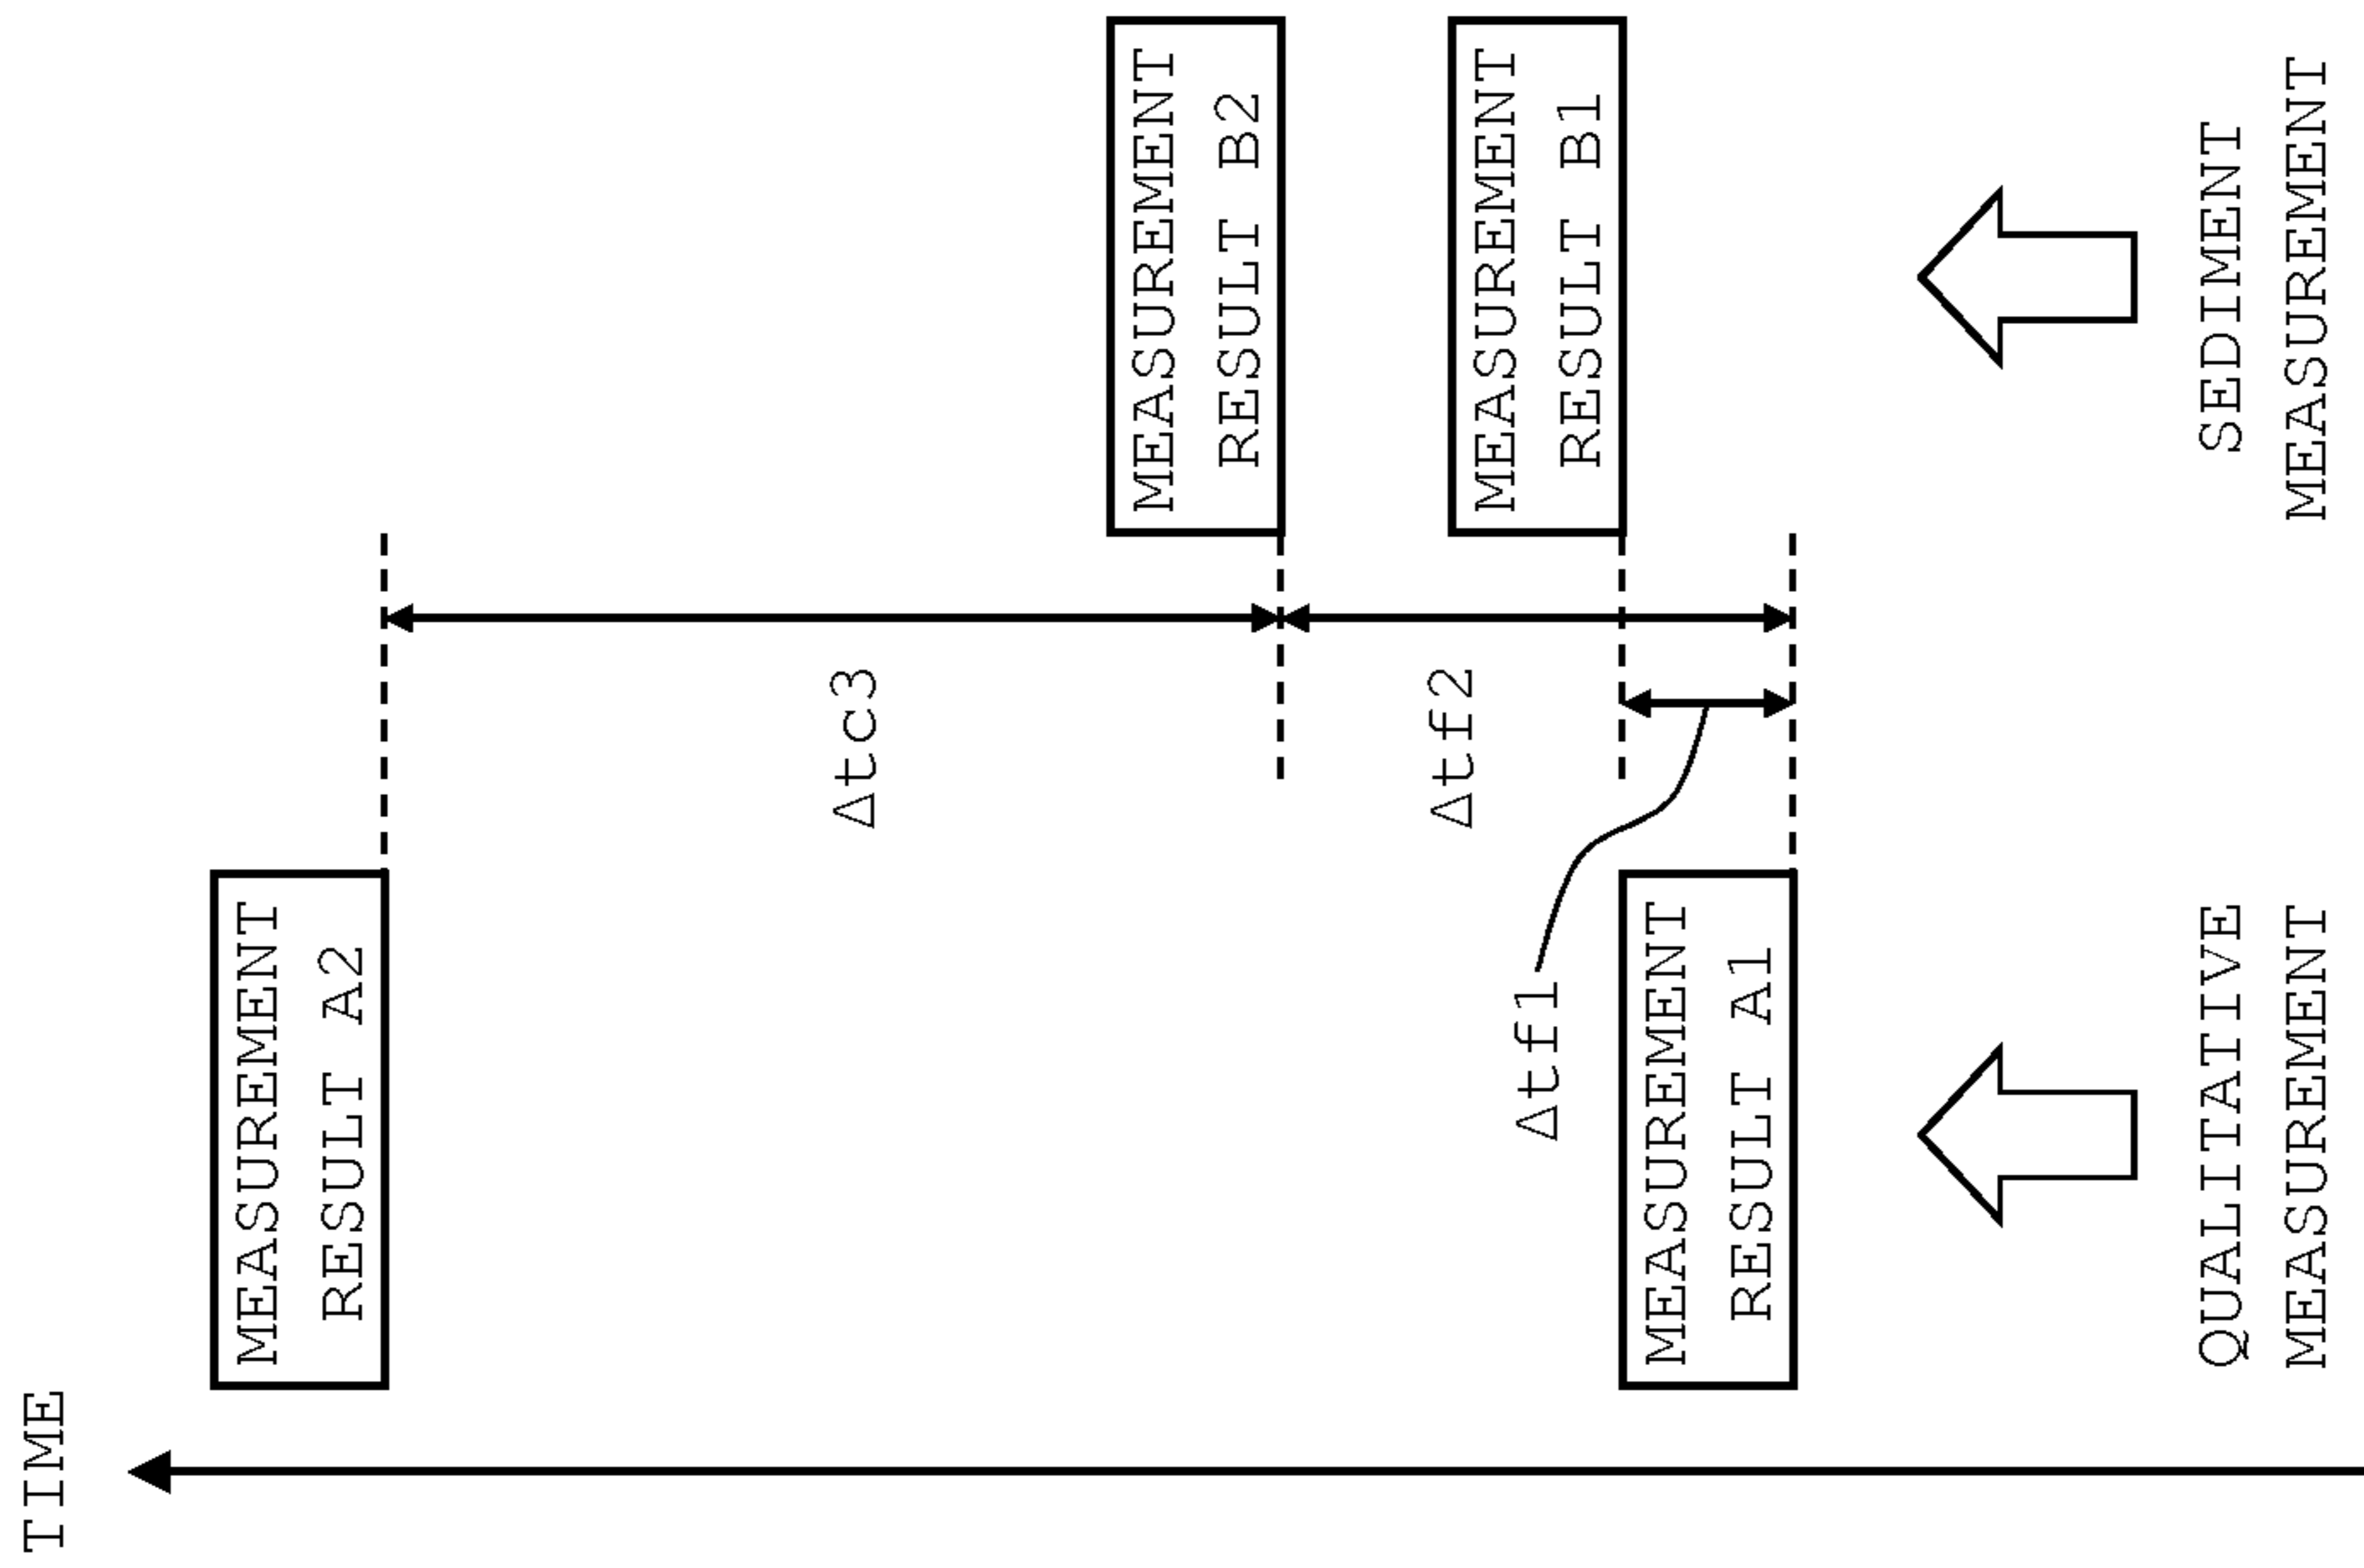 TIME
MEASUREMENT
RESULT A2
Δtc3
MEASUREMENT
RESULT B2
Δtf2
MEASUREMENT
RESULT B1
Δtf1
MEASUREMENT
RESULT A1
QUALITATIVE
MEASUREMENT
SEDIMENT
MEASUREMENT